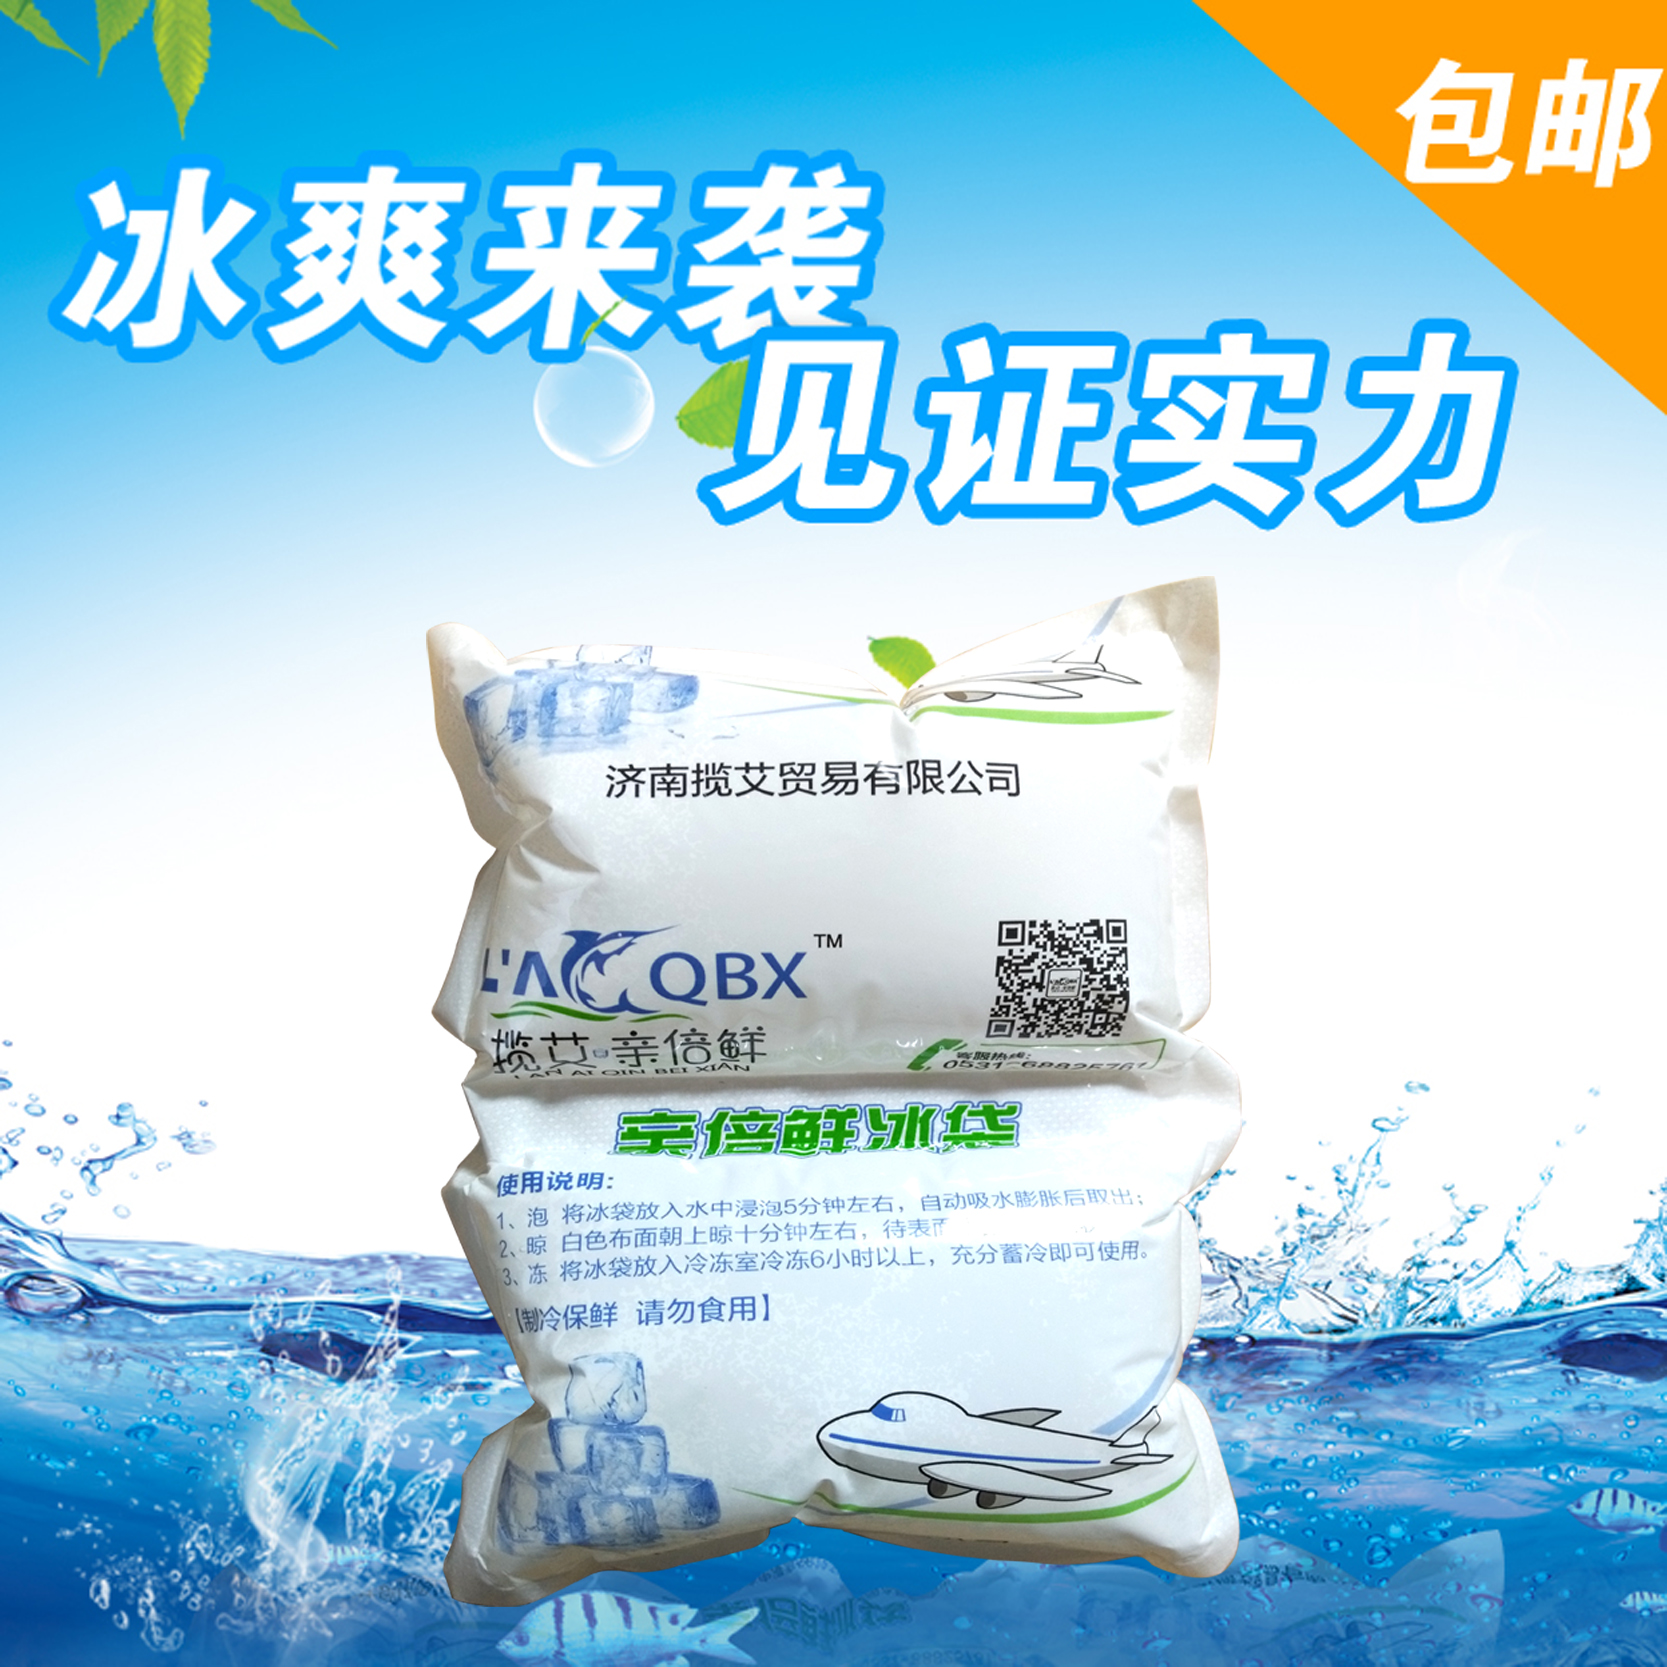 包邮
冰爽来袭
见证实力
济南揽艾贸易有限公司
L'A QBX TM
揽艾·亲倍鲜
LAN AI QIN BEI XIAN
客服热线:
0531-68825761
亲倍鲜冰袋
使用说明:
1、泡 将冰袋放入水中浸泡5分钟左右，自动吸水膨胀后取出；
2、晾 白色布面朝上晾十分钟左右，待表面
3、冻 将冰袋放入冷冻室冷冻6小时以上，充分蓄冷即可使用。
【制冷保鲜 请勿食用】